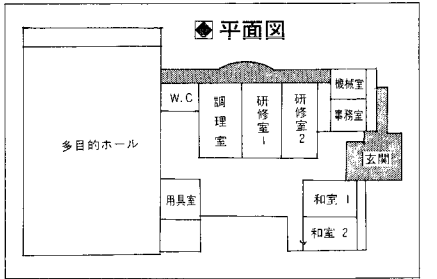 平面図
機械室
W.C
調理室
研修室1
研修室2
事務室
多目的ホール
玄関
用具室
和室 1
和室 2